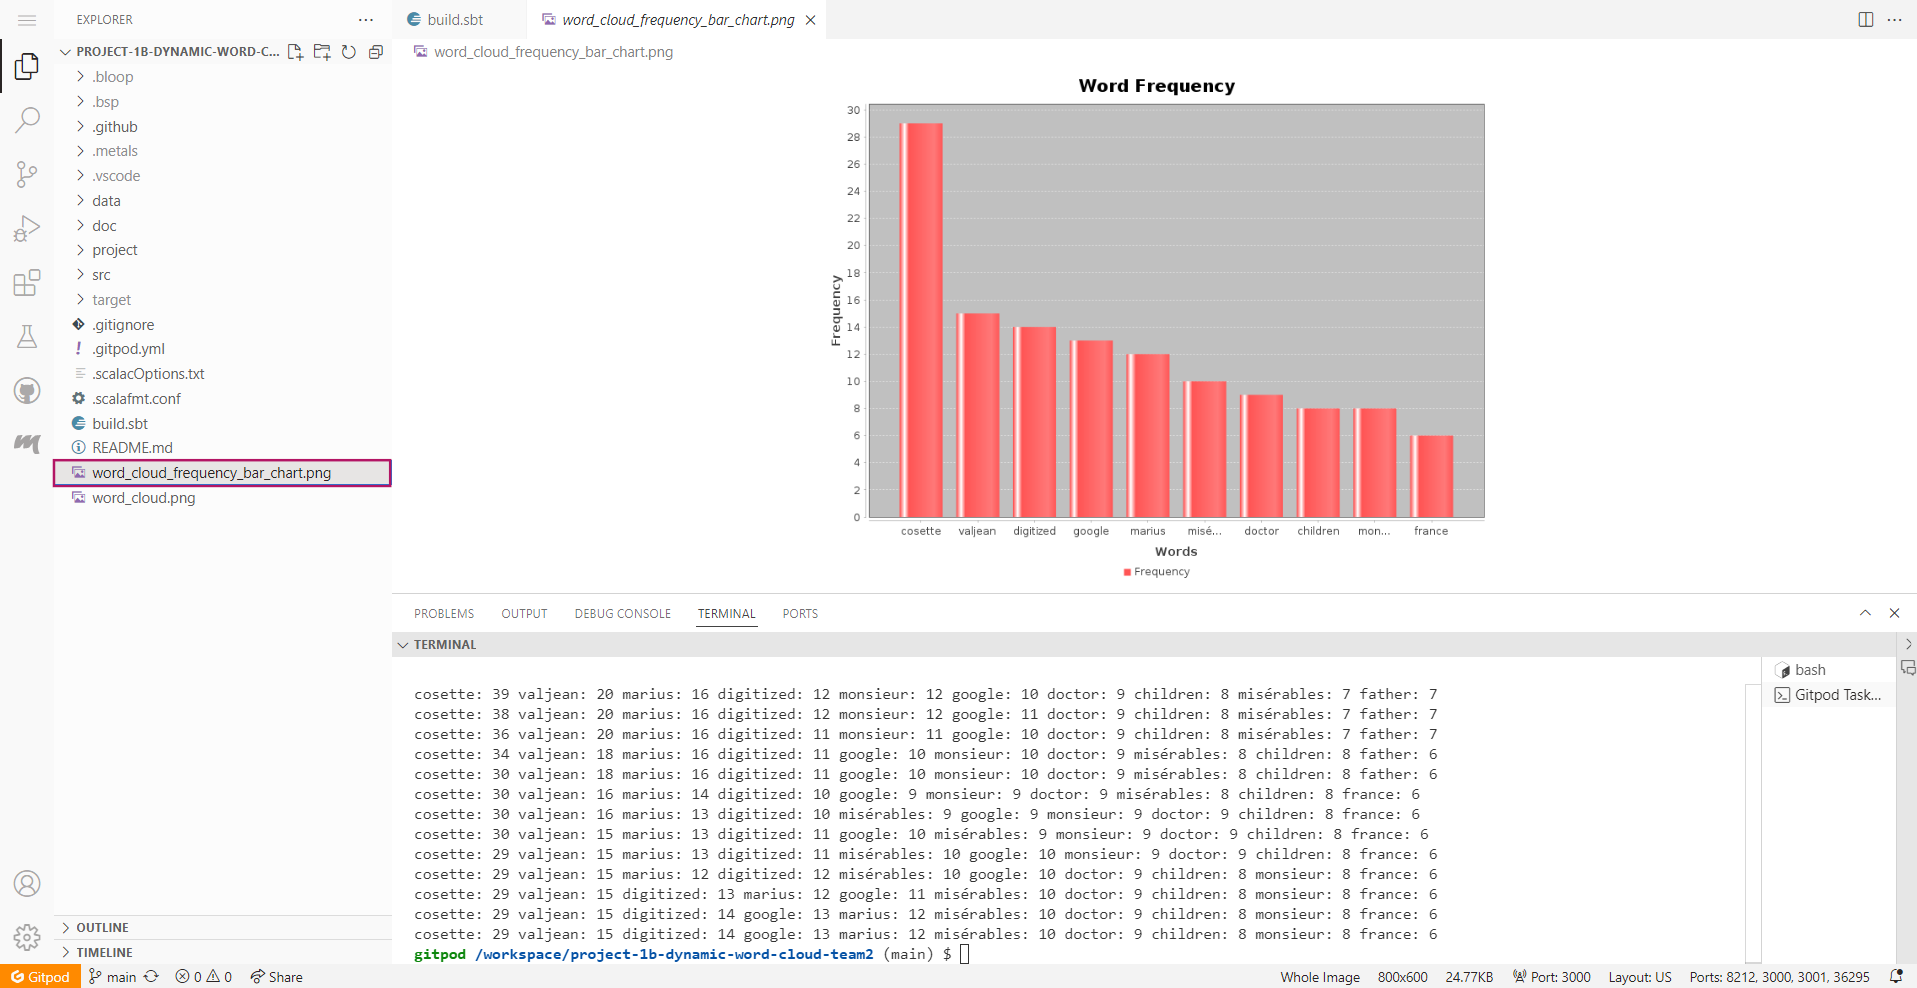 EXPLORER
PROJECT-1B-DYNAMIC-WORD-C...
.bloop
.bsp
.github
.metals
.vscode
data
doc
project
src
target
.gitignore
.gitpod.yml
.scalacOptions.txt
.scalafmt.conf
build.sbt
README.md
word_cloud_frequency_bar_chart.png
word_cloud.png
OUTLINE
TIMELINE
build.sbt
word_cloud_frequency_bar_chart.png
word_cloud_frequency_bar_chart.png
Word Frequency
30
28
26
24
22
20
18
16
14
12
10
8
6
4
2
0
Frequency
cosette valjean digitized google marius misé... doctor children mon... france
Words
Frequency
PROBLEMS OUTPUT DEBUG CONSOLE TERMINAL PORTS
TERMINAL
cosette: 39 valjean: 20 marius: 16 digitized: 12 monsieur: 12 google: 10 doctor: 9 children: 8 misérables: 7 father: 7
cosette: 38 valjean: 20 marius: 16 digitized: 12 monsieur: 12 google: 11 doctor: 9 children: 8 misérables: 7 father: 7
cosette: 36 valjean: 20 marius: 16 digitized: 11 monsieur: 11 google: 10 doctor: 9 children: 8 misérables: 7 father: 7
cosette: 34 valjean: 18 marius: 16 digitized: 11 google: 10 monsieur: 10 doctor: 9 misérables: 8 children: 8 father: 6
cosette: 30 valjean: 18 marius: 16 digitized: 11 google: 10 monsieur: 10 doctor: 9 misérables: 8 children: 8 father: 6
cosette: 30 valjean: 16 marius: 14 digitized: 10 google: 9 monsieur: 9 doctor: 9 misérables: 8 children: 8 france: 6
cosette: 30 valjean: 16 marius: 13 digitized: 10 misérables: 9 google: 9 monsieur: 9 doctor: 9 children: 8 france: 6
cosette: 30 valjean: 15 marius: 13 digitized: 11 google: 10 misérables: 9 monsieur: 9 doctor: 9 children: 8 france: 6
cosette: 29 valjean: 15 marius: 13 digitized: 11 misérables: 10 google: 10 monsieur: 9 doctor: 9 children: 8 france: 6
cosette: 29 valjean: 15 marius: 12 digitized: 12 misérables: 10 google: 10 doctor: 9 children: 8 monsieur: 8 france: 6
cosette: 29 valjean: 15 digitized: 13 marius: 12 google: 11 misérables: 10 doctor: 9 children: 8 monsieur: 8 france: 6
cosette: 29 valjean: 15 digitized: 14 google: 13 marius: 12 misérables: 10 doctor: 9 children: 8 monsieur: 8 france: 6
cosette: 29 valjean: 15 digitized: 14 google: 13 marius: 12 misérables: 10 doctor: 9 children: 8 monsieur: 8 france: 6
gitpod /workspace/project-1b-dynamic-word-cloud-team2 (main) $
bash
Gitpod Task...
Gitpod main 0 0 Share Whole Image 800x600 24.77KB Port: 3000 Layout: US Ports: 8212, 3000, 3001, 36295